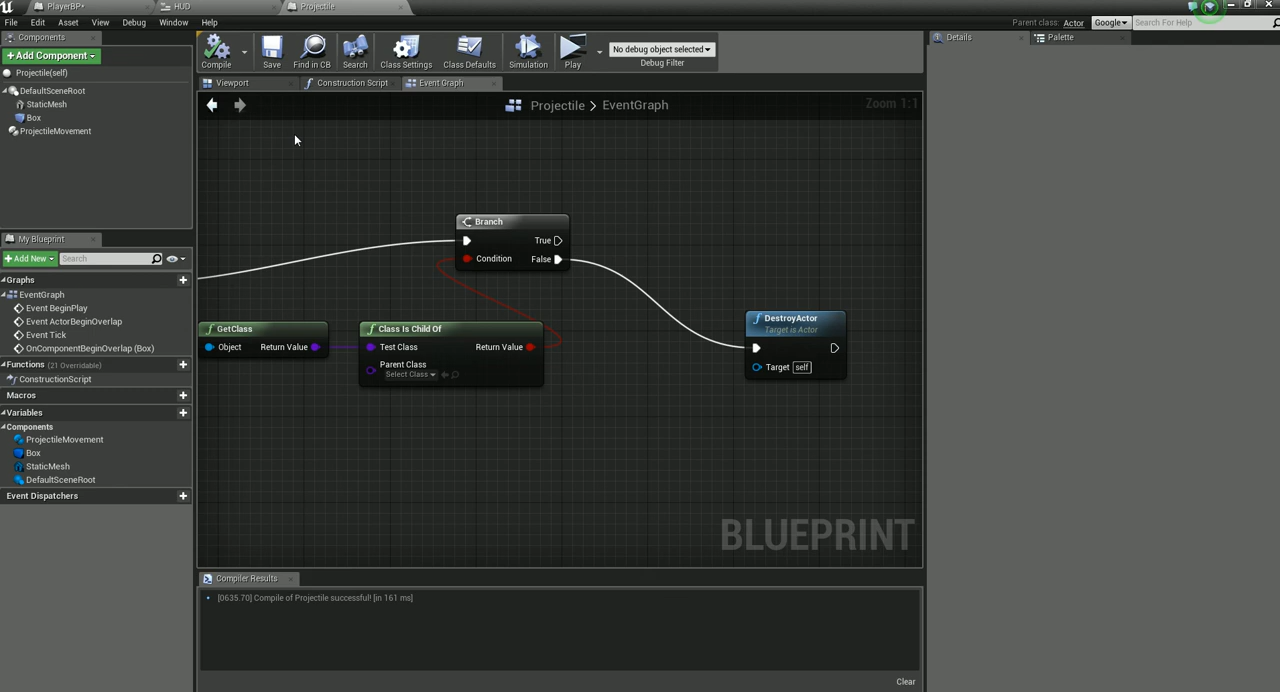 PlayerBP*
HUD
Projectile
File Edit Asset View Debug Window Help
Parent class: Actor
Google
Search For Help
Components
+Add Component
Projectile(self)
DefaultSceneRoot
StaticMesh
Box
ProjectileMovement
Compile
Save
Find in CB
Search
Class Settings
Class Defaults
Simulation
Play
No debug object selected
Debug Filter
Details
Palette
Viewport
Construction Script
Event Graph
Projectile > EventGraph
Zoom 1:1
Branch
True
Condition
False
GetClass
Object
Return Value
Class Is Child Of
Test Class
Return Value
Parent Class
Select Class
DestroyActor
Target is Actor
Target self
BLUEPRINT
My Blueprint
+Add New
Search
Graphs
EventGraph
Event BeginPlay
Event ActorBeginOverlap
Event Tick
OnComponentBeginOverlap (Box)
Functions (21 Overridable)
ConstructionScript
Macros
Variables
Components
ProjectileMovement
Box
StaticMesh
DefaultSceneRoot
Event Dispatchers
Compiler Results
[0635.70] Compile of Projectile successful! [in 161 ms]
Clear